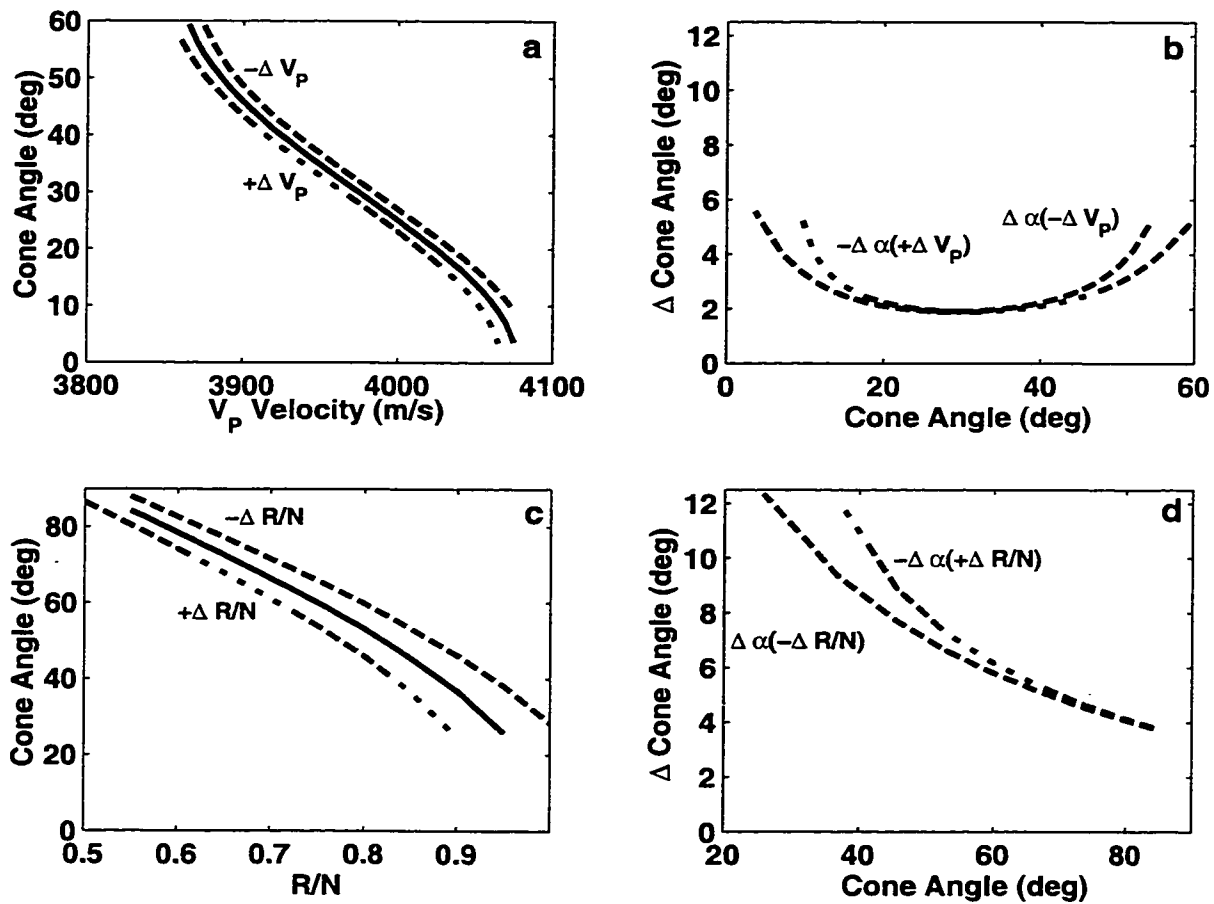 a
Cone Angle (deg)
60
50
40
30
20
10
0
−Δ V_P
+Δ V_P
3800
3900
4000
4100
V_P Velocity (m/s)
b
Δ Cone Angle (deg)
12
10
8
6
4
2
0
−Δ α(+Δ V_P)
Δ α(−Δ V_P)
0
20
40
60
Cone Angle (deg)
c
Cone Angle (deg)
80
60
40
20
0
−Δ R/N
+Δ R/N
0.5
0.6
0.7
0.8
0.9
R/N
d
Δ Cone Angle (deg)
12
10
8
6
4
2
0
−Δ α(+Δ R/N)
Δ α(−Δ R/N)
20
40
60
80
Cone Angle (deg)